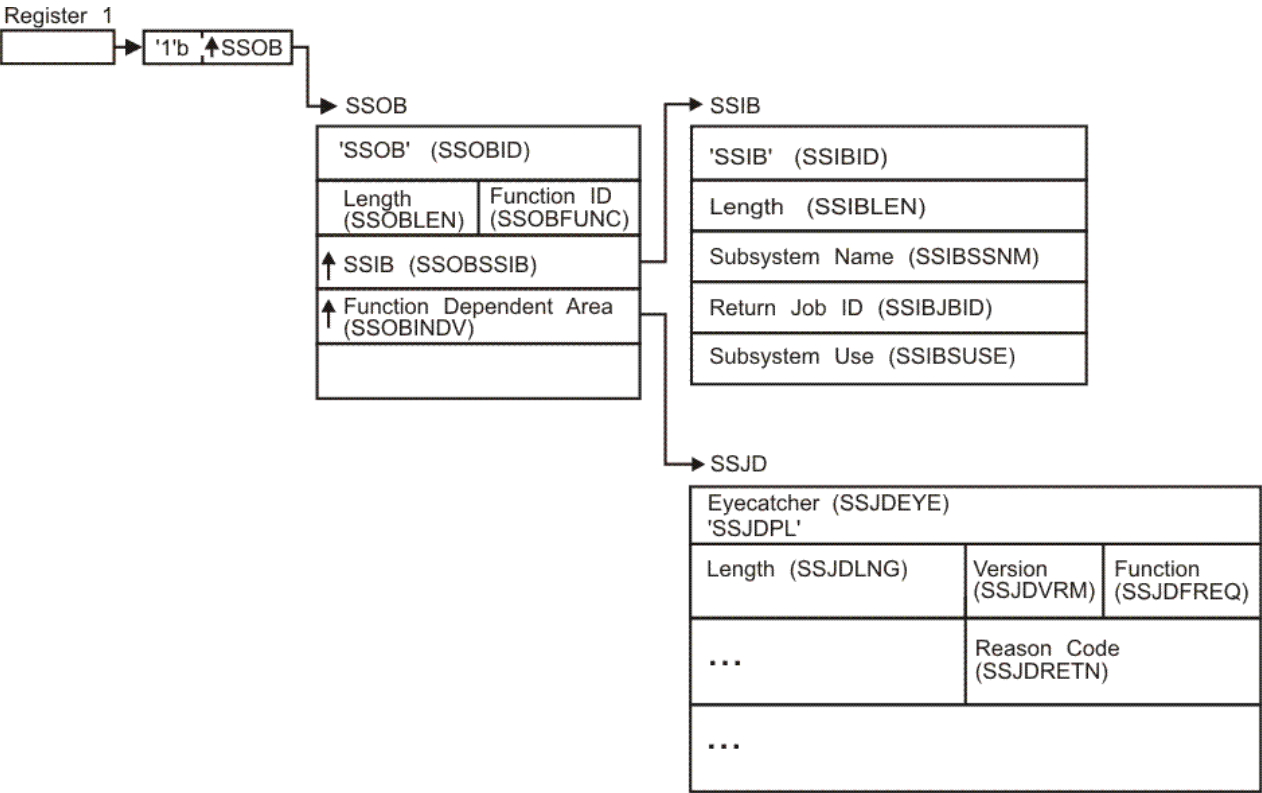 Register 1
'1'b ↑SSOB
SSOB
'SSOB' (SSOBID)
Length
(SSOBLEN)
Function ID
(SSOBFUNC)
↑ SSIB (SSOBSSIB)
↑ Function Dependent Area
(SSOBINDV)
SSIB
'SSIB' (SSIBID)
Length (SSIBLEN)
Subsystem Name (SSIBSSNM)
Return Job ID (SSIBJBID)
Subsystem Use (SSIBSUSE)
SSJD
Eyecatcher (SSJDEYE)
'SSJDPL'
Length (SSJDLNG)
Version
(SSJDVRM)
Function
(SSJDFREQ)
...
Reason Code
(SSJDRETN)
...